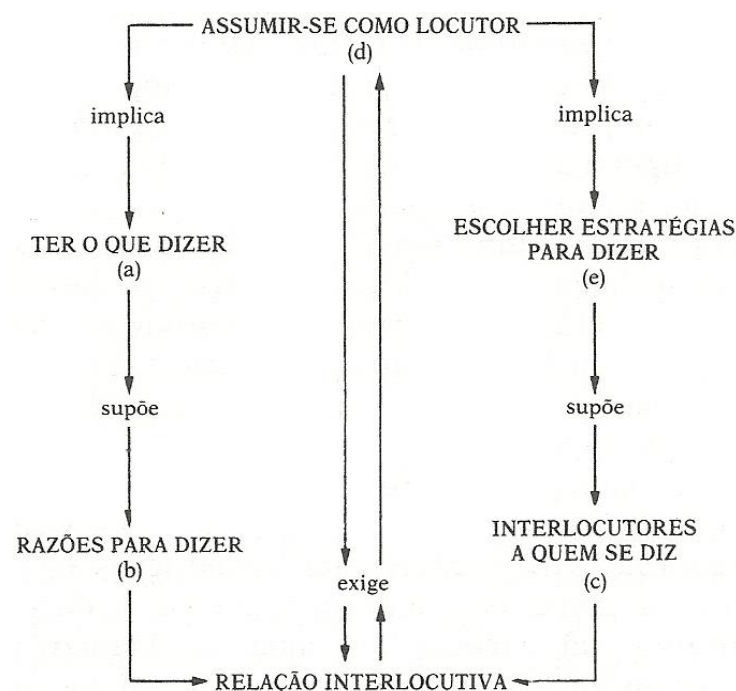 ASSUMIR-SE COMO LOCUTOR
(d)
implica
implica
TER O QUE DIZER
(a)
ESCOLHER ESTRATÉGIAS
PARA DIZER
(e)
supõe
supõe
RAZÕES PARA DIZER
(b)
INTERLOCUTORES
A QUEM SE DIZ
(c)
exige
RELAÇÃO INTERLOCUTIVA